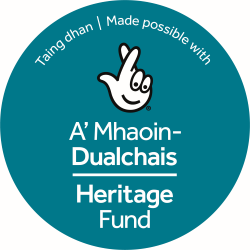 Taing dhan | Made possible with
A' Mhaoin-
Dualchais
Heritage
Fund